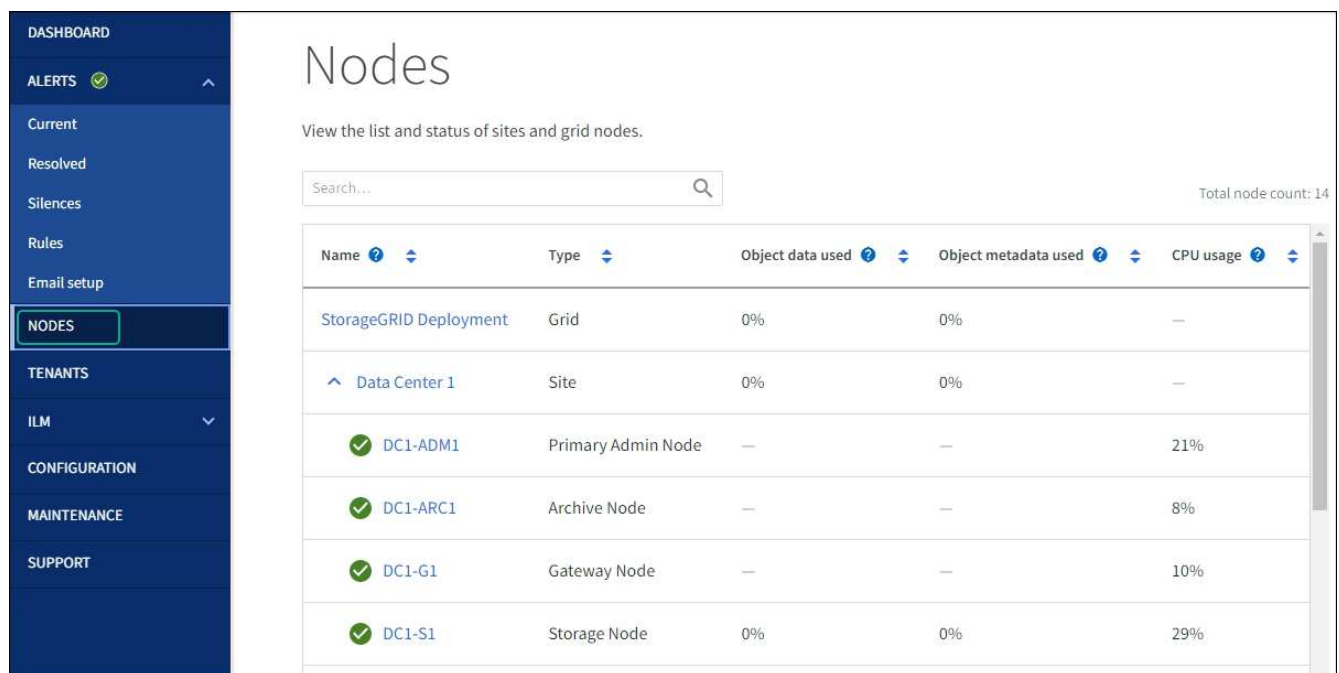 DASHBOARD
ALERTS
Current
Resolved
Silences
Rules
Email setup
NODES
TENANTS
ILM
CONFIGURATION
MAINTENANCE
SUPPORT
Nodes
View the list and status of sites and grid nodes.
Search...
Total node count: 14
Name ? Type Object data used ? Object metadata used ? CPU usage ?
StorageGRID Deployment Grid 0% 0% —
Data Center 1 Site 0% 0% —
DC1-ADM1 Primary Admin Node — — 21%
DC1-ARC1 Archive Node — — 8%
DC1-G1 Gateway Node — — 10%
DC1-S1 Storage Node 0% 0% 29%